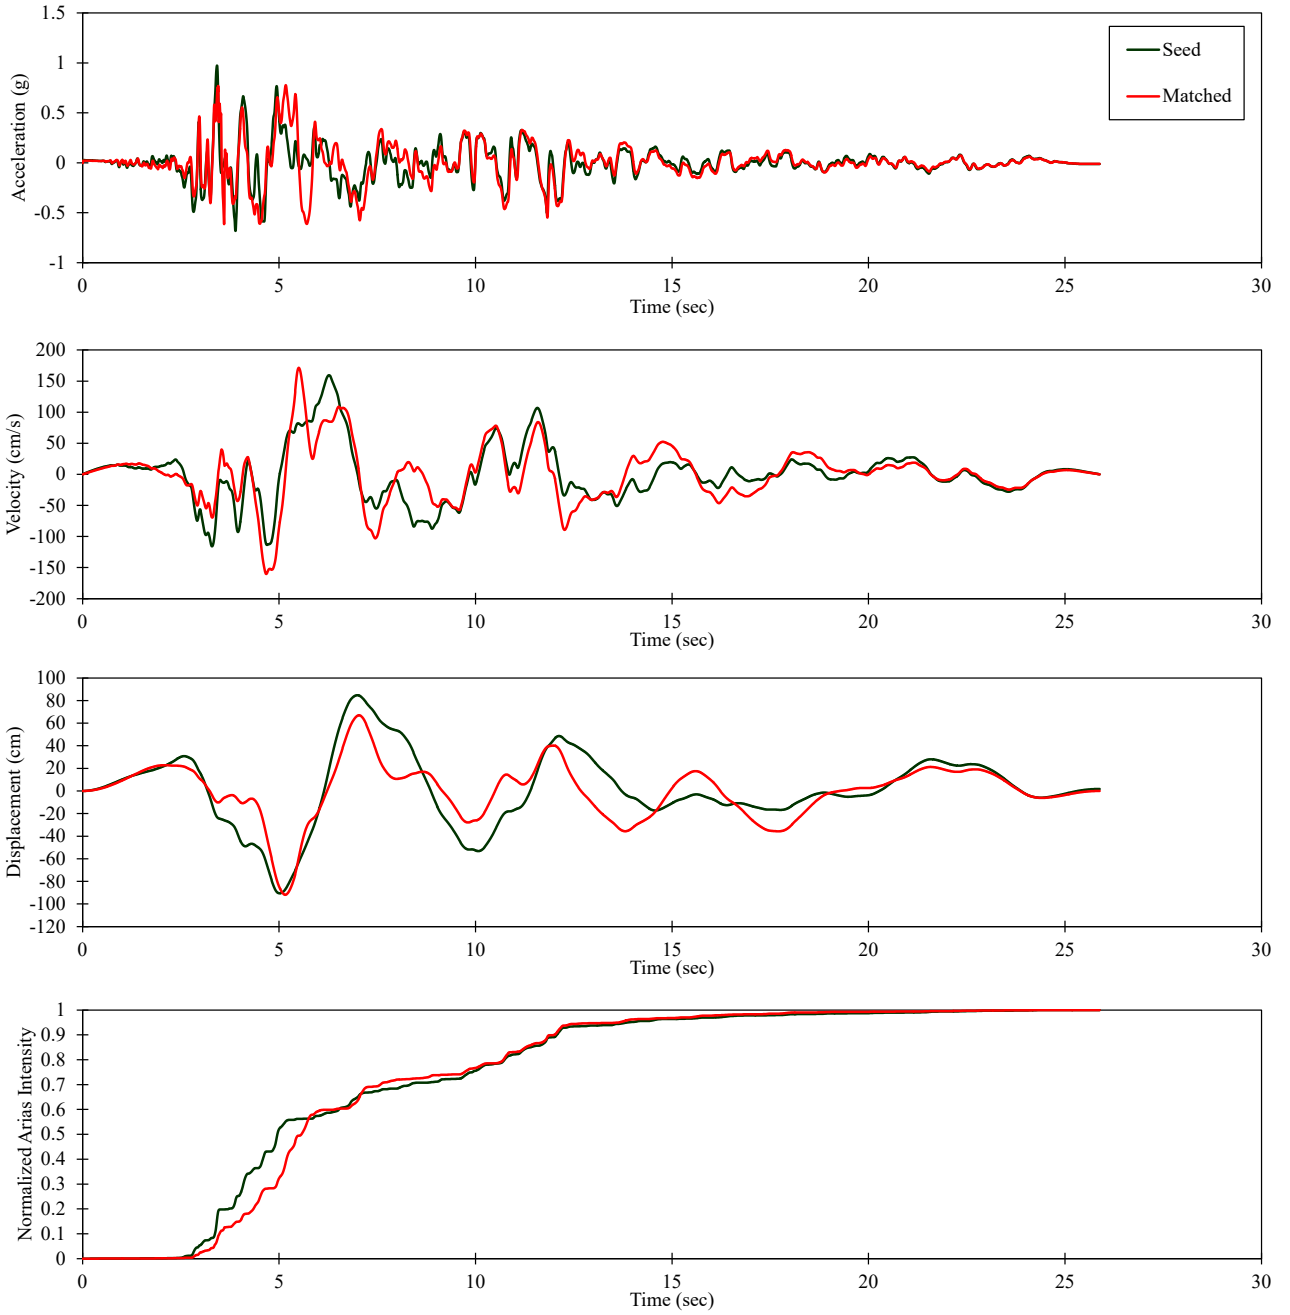 1.5
1
0.5
0
-0.5
-1
Acceleration (g)
Seed
Matched
0 5 10 15 20 25 30
Time (sec)
200
150
100
50
0
-50
-100
-150
-200
Velocity (cm/s)
0 5 10 15 20 25 30
Time (sec)
100
80
60
40
20
0
-20
-40
-60
-80
-100
-120
Displacement (cm)
0 5 10 15 20 25 30
Time (sec)
1
0.9
0.8
0.7
0.6
0.5
0.4
0.3
0.2
0.1
0
Normalized Arias Intensity
0 5 10 15 20 25 30
Time (sec)